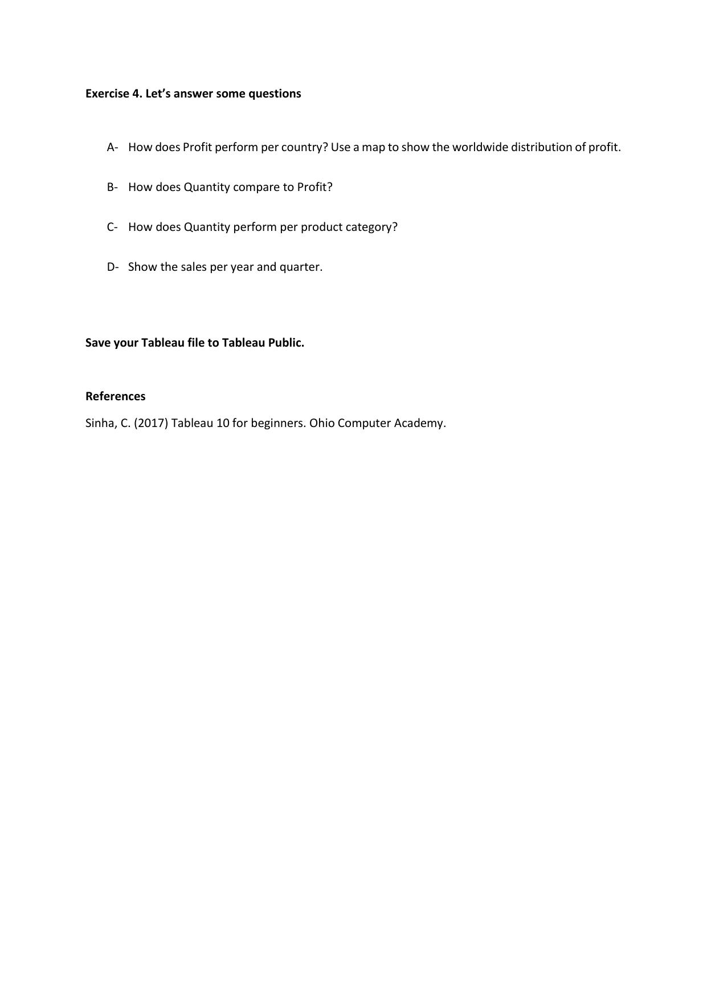 Exercise 4. Let’s answer some questions
A- How does Profit perform per country? Use a map to show the worldwide distribution of profit.
B- How does Quantity compare to Profit?
C- How does Quantity perform per product category?
D- Show the sales per year and quarter.
Save your Tableau file to Tableau Public.
References
Sinha, C. (2017) Tableau 10 for beginners. Ohio Computer Academy.